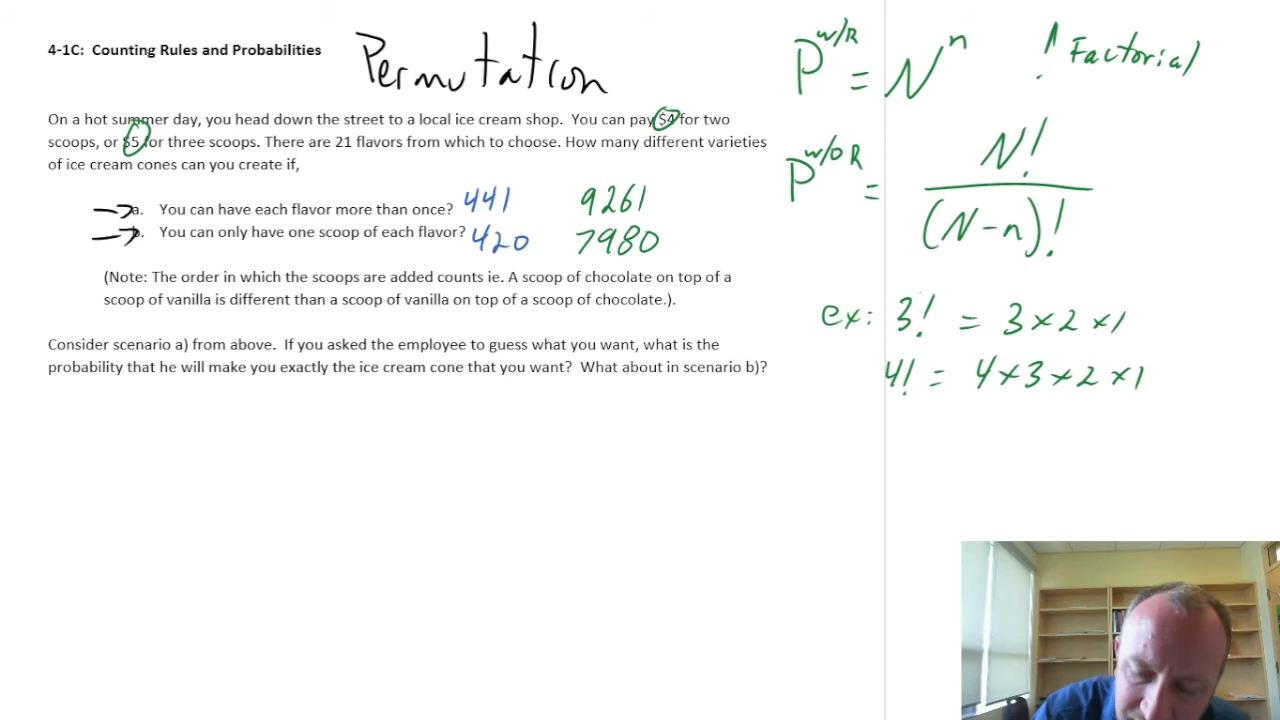 4-1C: Counting Rules and Probabilities
Permutation
On a hot summer day, you head down the street to a local ice cream shop. You can pay $4 for two
scoops, or $5 for three scoops. There are 21 flavors from which to choose. How many different varieties
of ice cream cones can you create if,
a. You can have each flavor more than once? 441 9261
b. You can only have one scoop of each flavor? 420 7980
(Note: The order in which the scoops are added counts ie. A scoop of chocolate on top of a
scoop of vanilla is different than a scoop of vanilla on top of a scoop of chocolate.).
Consider scenario a) from above. If you asked the employee to guess what you want, what is the
probability that he will make you exactly the ice cream cone that you want? What about in scenario b)?
P^w/R = N^n
! Factorial
P^w/o R = N! / (N-n)!
ex: 3! = 3×2×1
4! = 4×3×2×1